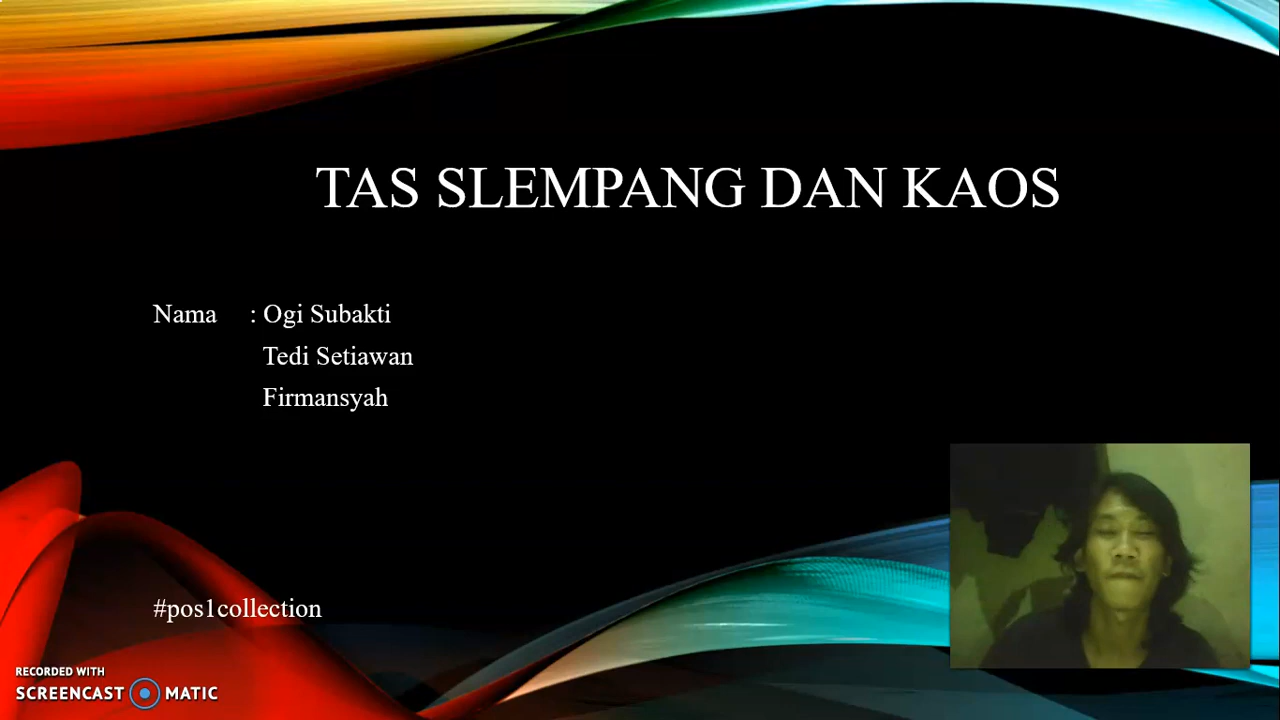 TAS SLEMPANG DAN KAOS
Nama : Ogi Subakti
Tedi Setiawan
Firmansyah
#pos1collection
RECORDED WITH
SCREENCAST MATIC